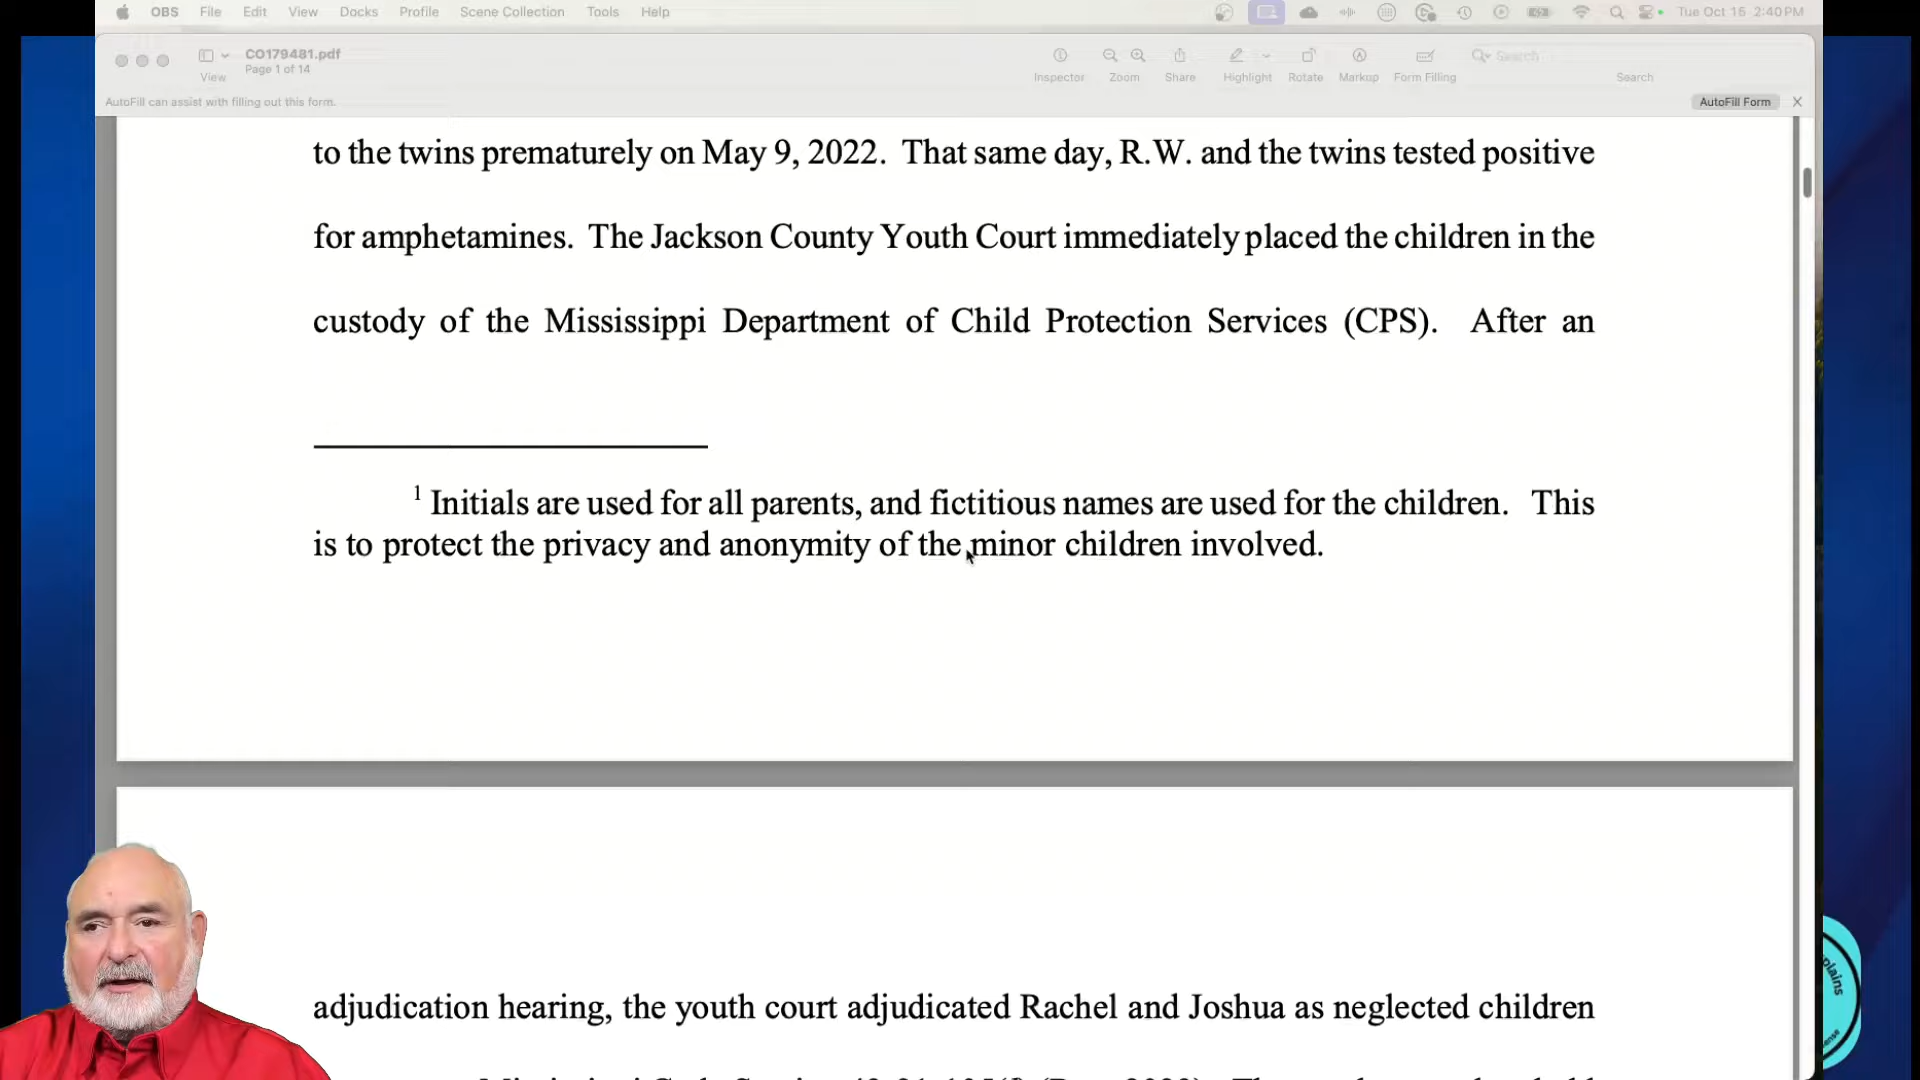 OBS File Edit View Docks Profile Scene Collection Tools Help Tue Oct 15 2:40 PM
CO179481.pdf
Page 1 of 14
View Inspector Zoom Share Highlight Rotate Markup Form Filling Search Search
AutoFill can assist with filling out this form. AutoFill Form
to the twins prematurely on May 9, 2022. That same day, R.W. and the twins tested positive
for amphetamines. The Jackson County Youth Court immediately placed the children in the
custody of the Mississippi Department of Child Protection Services (CPS). After an
1 Initials are used for all parents, and fictitious names are used for the children. This
is to protect the privacy and anonymity of the minor children involved.
adjudication hearing, the youth court adjudicated Rachel and Joshua as neglected children